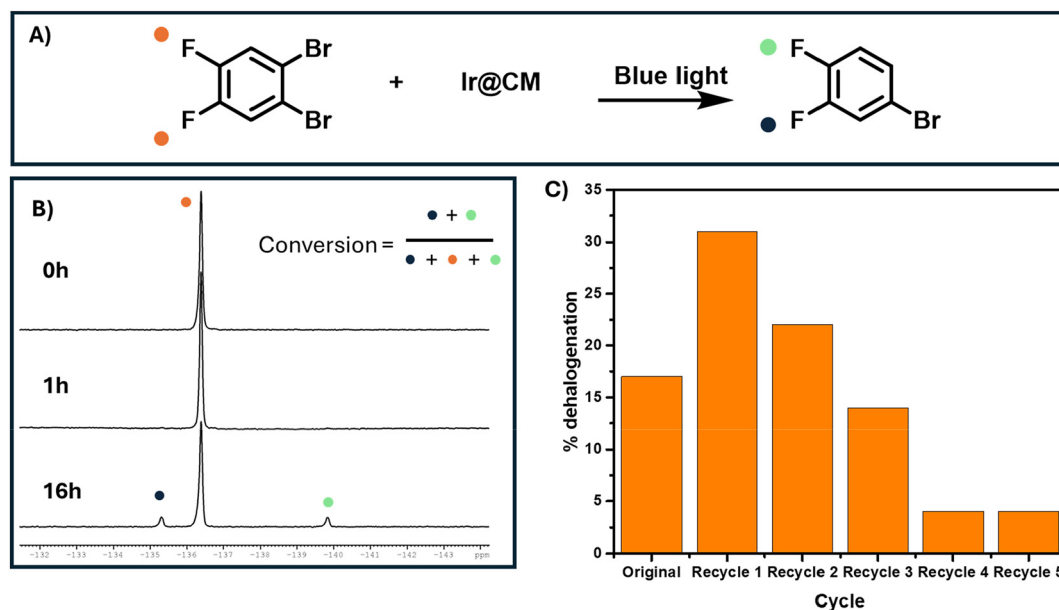 A)
F
Br
F
Br
+
Ir@CM
Blue light
F
F
Br
B)
Conversion =
+
+ +
0h
1h
16h
−132 −133 −134 −135 −136 −137 −138 −139 −140 −141 −142 −143 ppm
C)
35
30
25
20
15
10
5
0
% dehalogenation
Original Recycle 1 Recycle 2 Recycle 3 Recycle 4 Recycle 5
Cycle